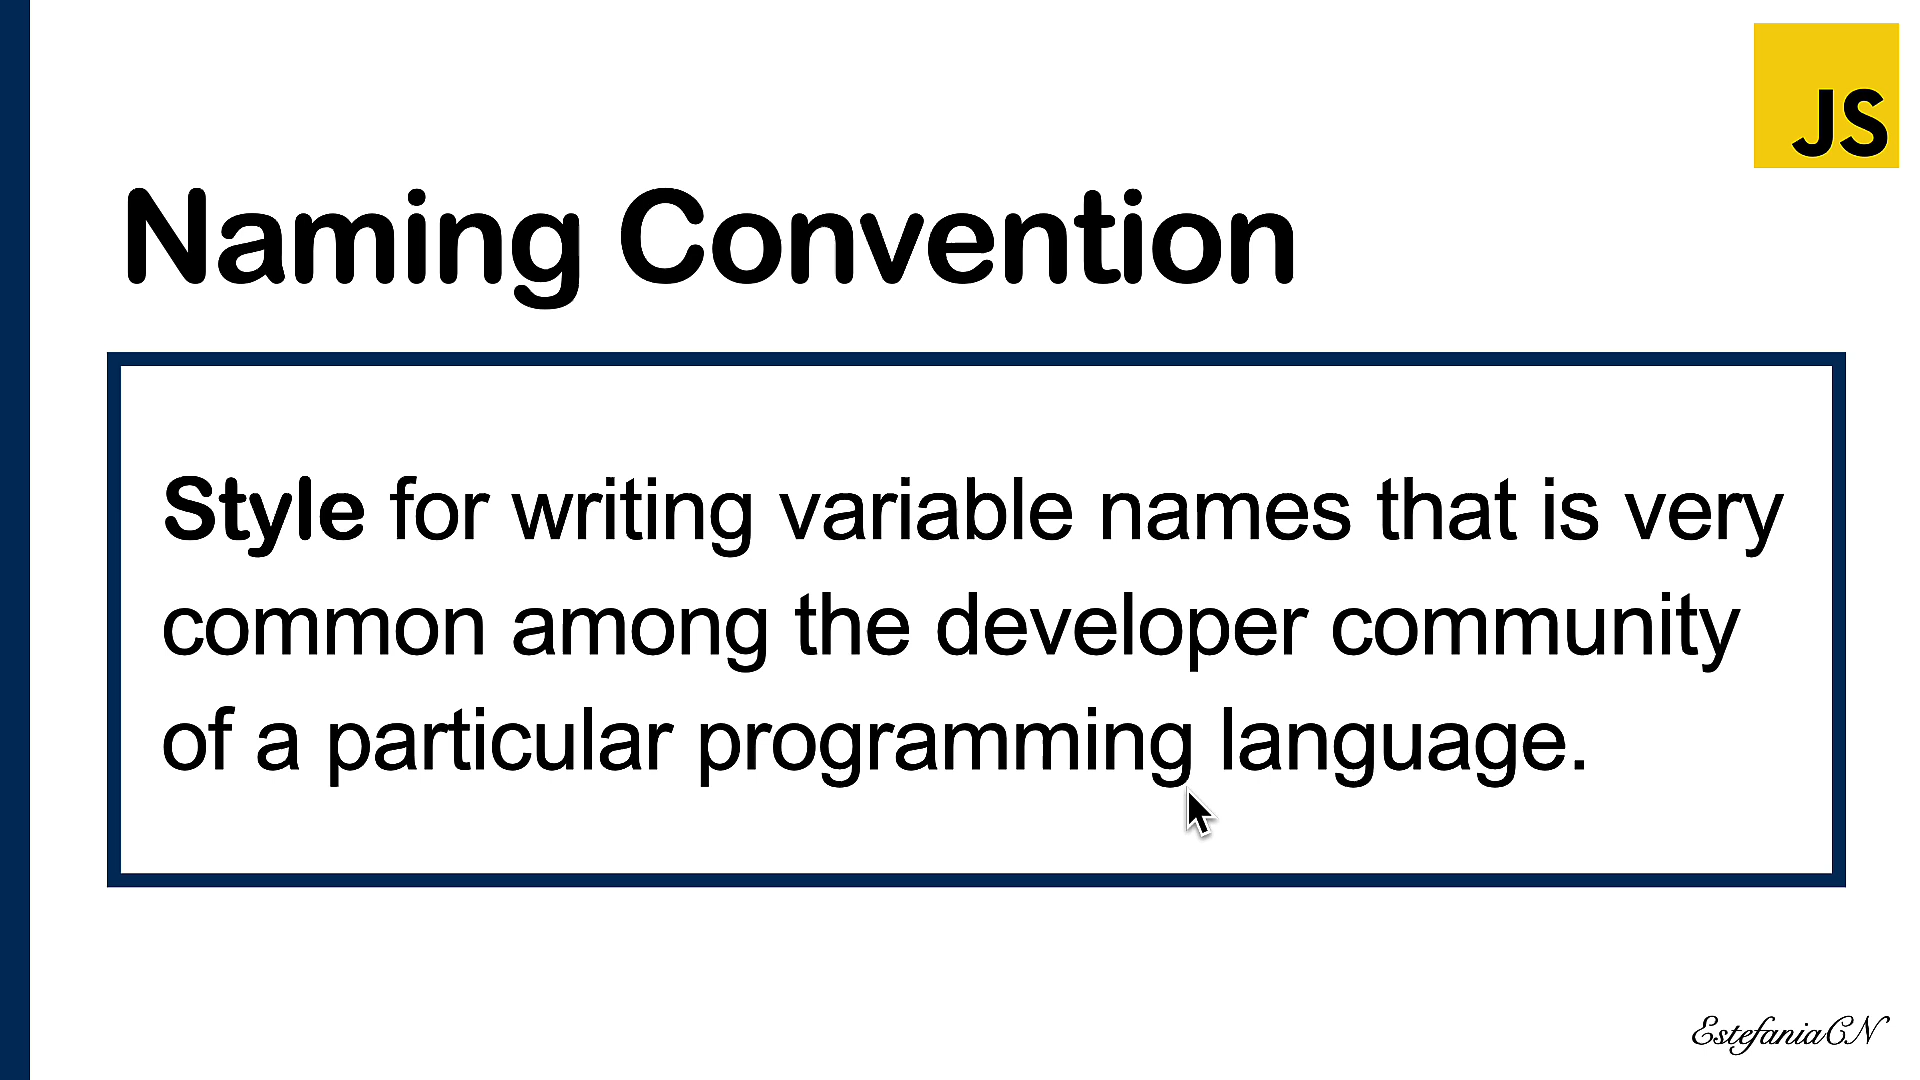 JS
Naming Convention
Style for writing variable names that is very
common among the developer community
of a particular programming language.
EstefaniaCN